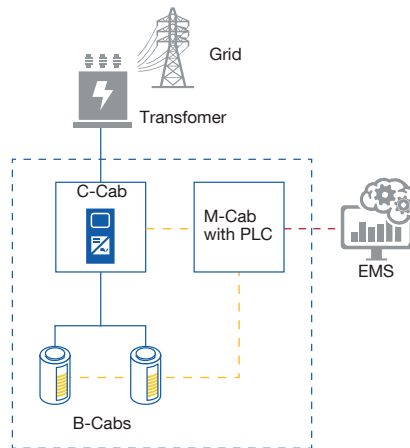 Grid
Transfomer
C-Cab
M-Cab
with PLC
EMS
B-Cabs